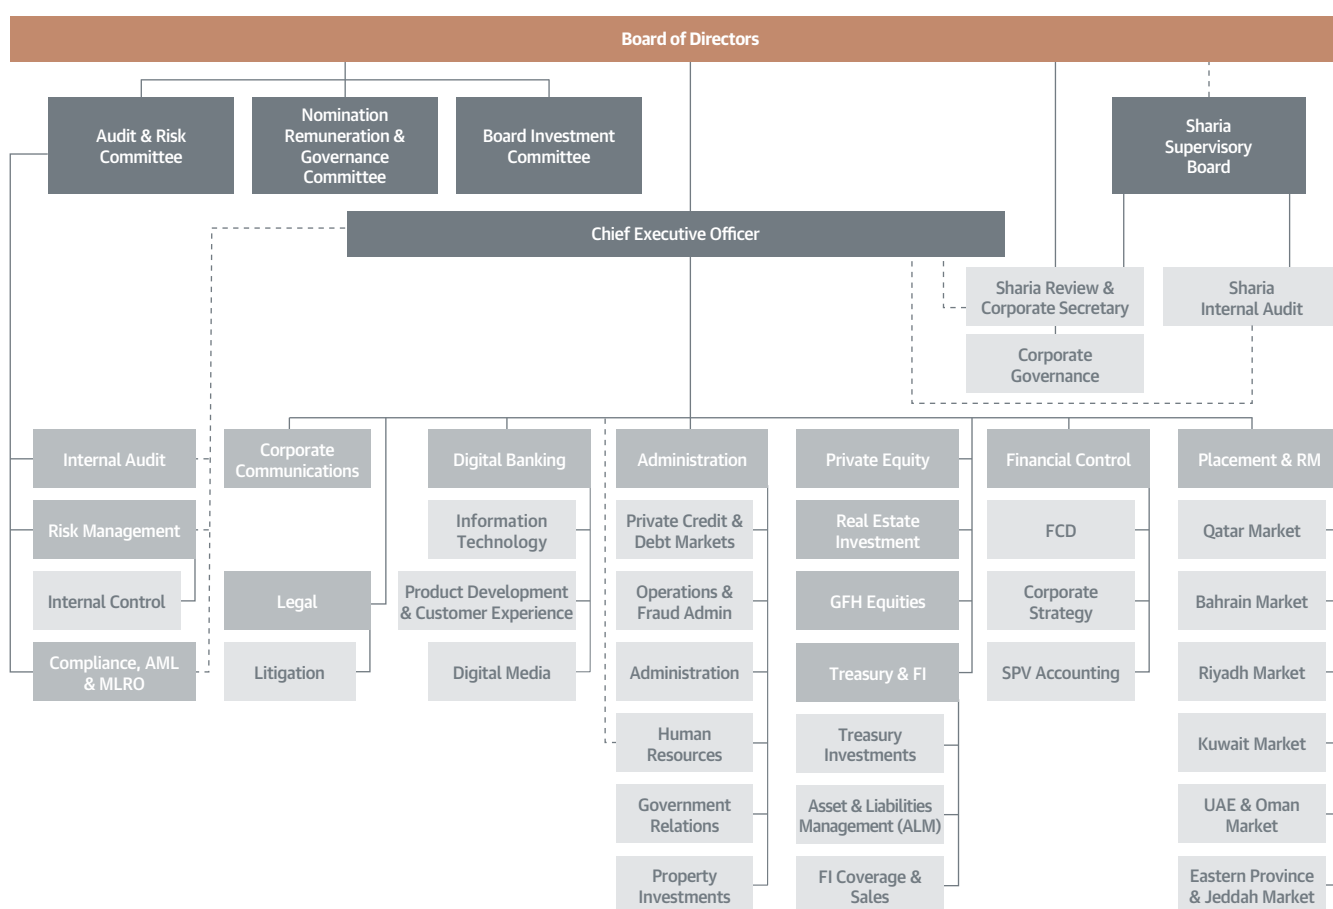 Board of Directors
Audit & Risk
Committee
Nomination
Remuneration &
Governance
Committee
Board Investment
Committee
Sharia
Supervisory
Board
Chief Executive Officer
Sharia Review &
Corporate Secretary
Sharia
Internal Audit
Corporate
Governance
Internal Audit
Risk Management
Internal Control
Compliance, AML
& MLRO
Corporate
Communications
Legal
Litigation
Digital Banking
Information
Technology
Product Development
& Customer Experience
Digital Media
Administration
Private Credit &
Debt Markets
Operations &
Fraud Admin
Administration
Human
Resources
Government
Relations
Property
Investments
Private Equity
Real Estate
Investment
GFH Equities
Treasury & FI
Treasury
Investments
Asset & Liabilities
Management (ALM)
FI Coverage &
Sales
Financial Control
FCD
Corporate
Strategy
SPV Accounting
Placement & RM
Qatar Market
Bahrain Market
Riyadh Market
Kuwait Market
UAE & Oman
Market
Eastern Province
& Jeddah Market